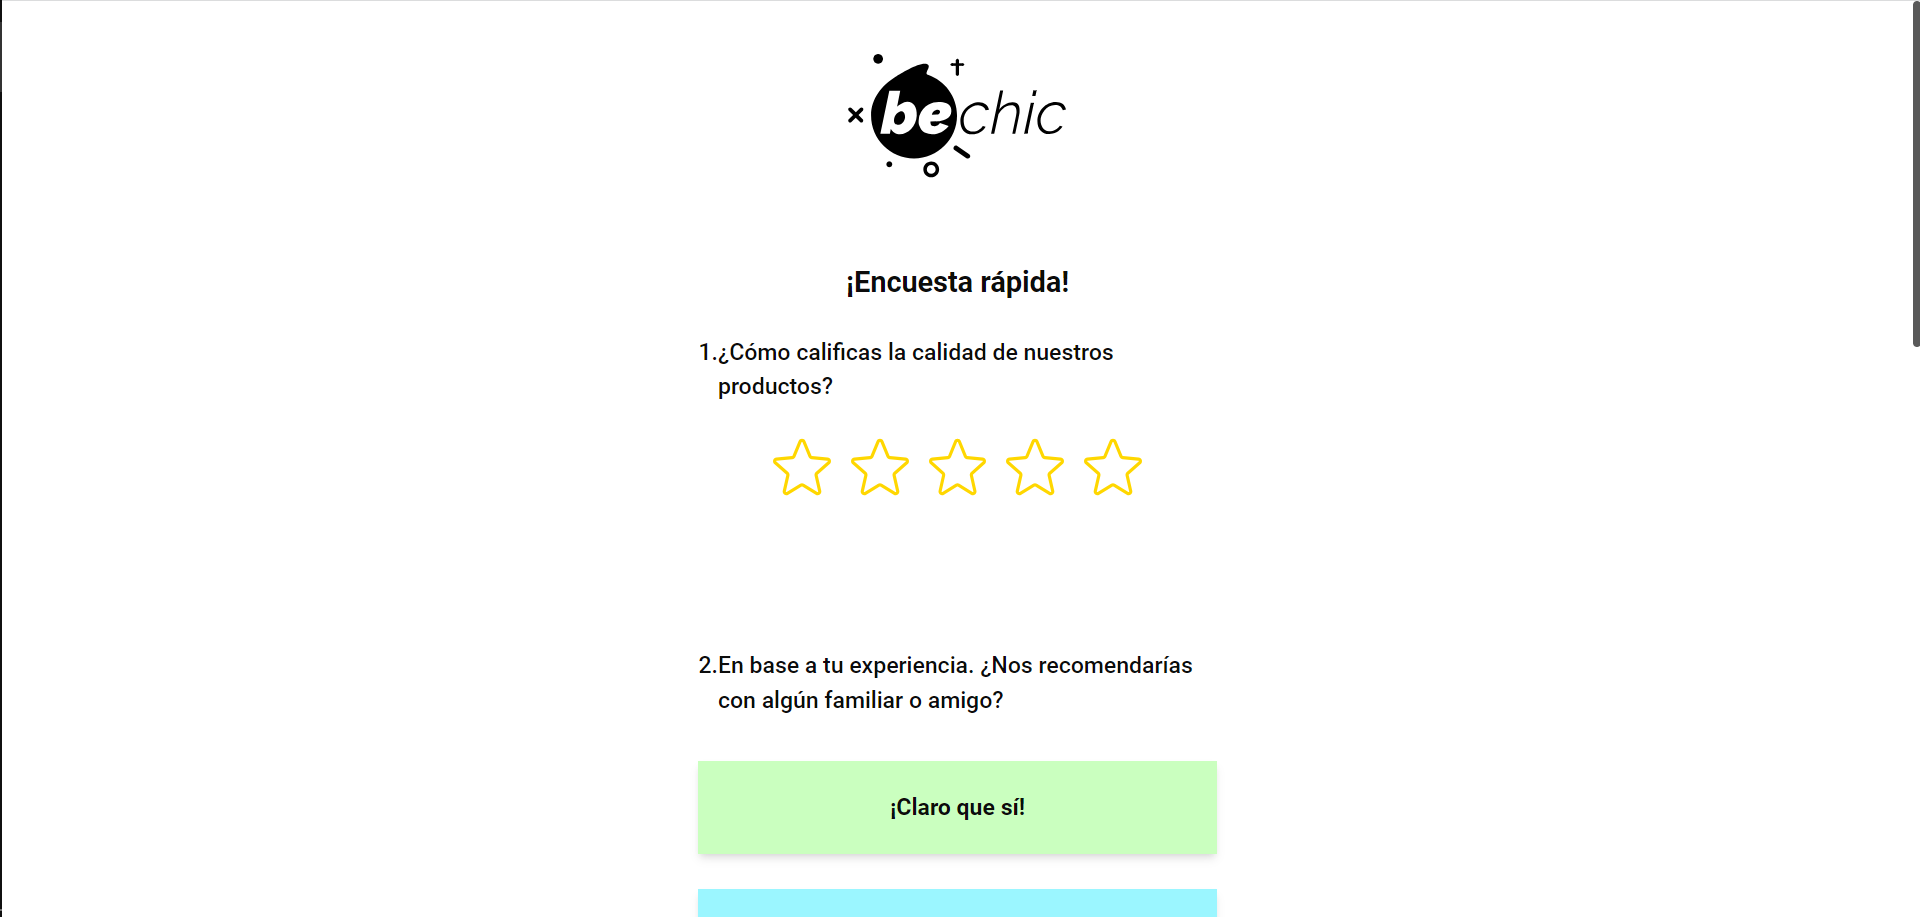 bechic
¡Encuesta rápida!
1.¿Cómo calificas la calidad de nuestros
productos?
2.En base a tu experiencia. ¿Nos recomendarías
con algún familiar o amigo?
¡Claro que sí!